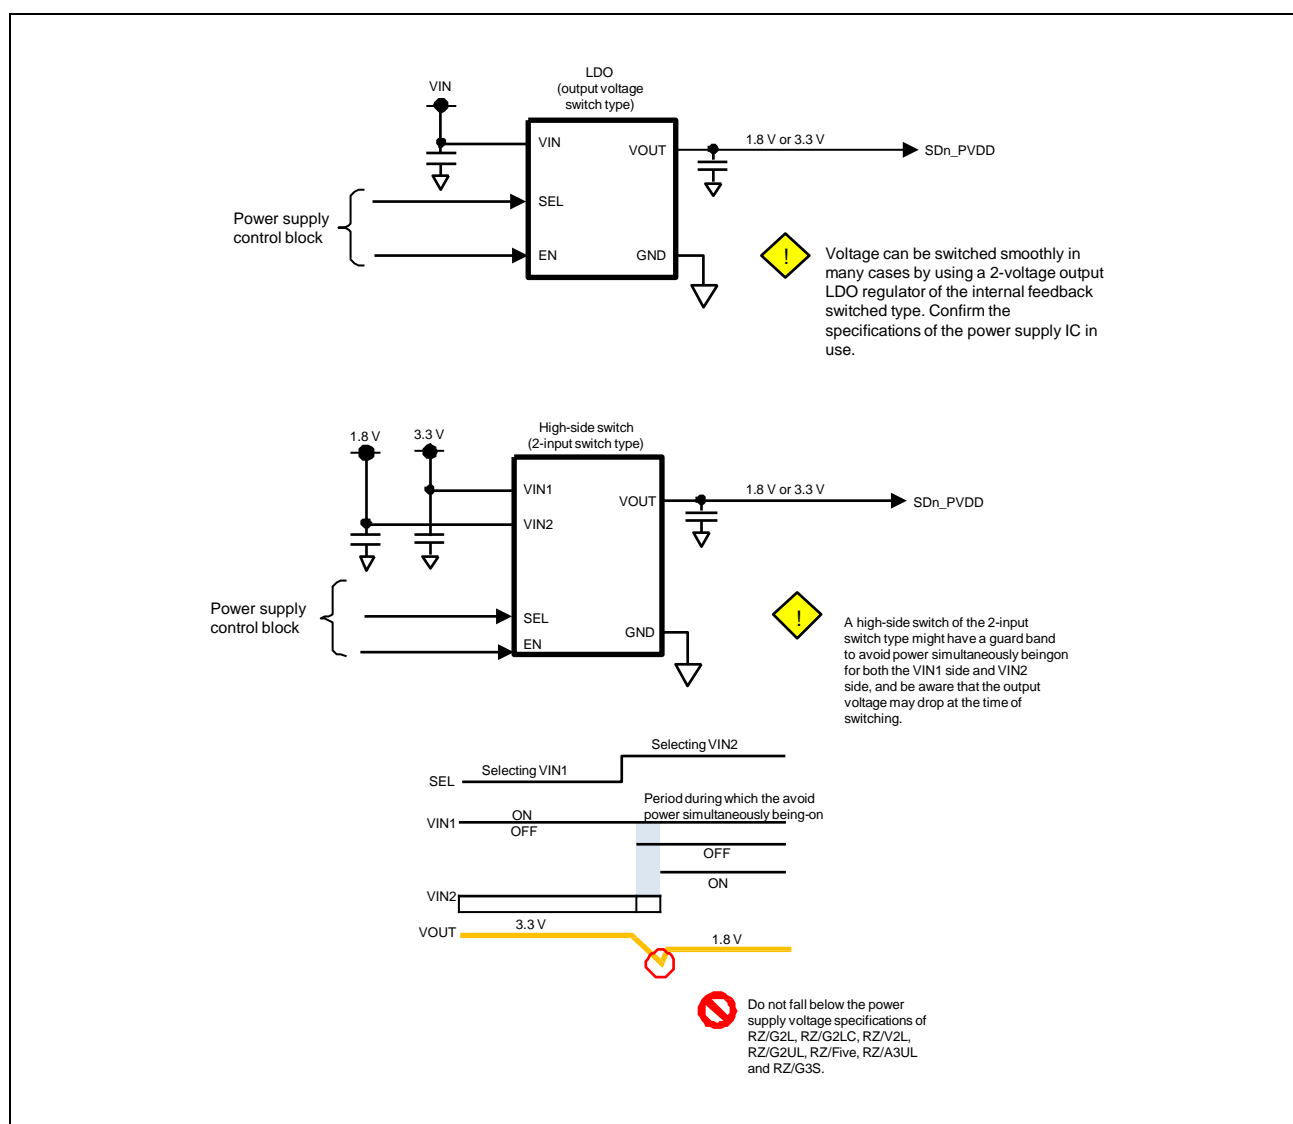 LDO
(output voltage
switch type)
VIN
VIN
VOUT
1.8 V or 3.3 V
SDn_PVDD
SEL
Power supply
control block
EN
GND
!
Voltage can be switched smoothly in
many cases by using a 2-voltage output
LDO regulator of the internal feedback
switched type. Confirm the
specifications of the power supply IC in
use.
High-side switch
(2-input switch type)
1.8 V
3.3 V
VIN1
VOUT
1.8 V or 3.3 V
SDn_PVDD
VIN2
Power supply
control block
SEL
GND
EN
!
A high-side switch of the 2-input
switch type might have a guard band
to avoid power simultaneously beingon
for both the VIN1 side and VIN2
side, and be aware that the output
voltage may drop at the time of
switching.
Selecting VIN2
SEL
Selecting VIN1
Period during which the avoid
power simultaneously being-on
VIN1
ON
OFF
OFF
ON
VIN2
VOUT
3.3 V
1.8 V
Do not fall below the power
supply voltage specifications of
RZ/G2L, RZ/G2LC, RZ/V2L,
RZ/G2UL, RZ/Five, RZ/A3UL
and RZ/G3S.